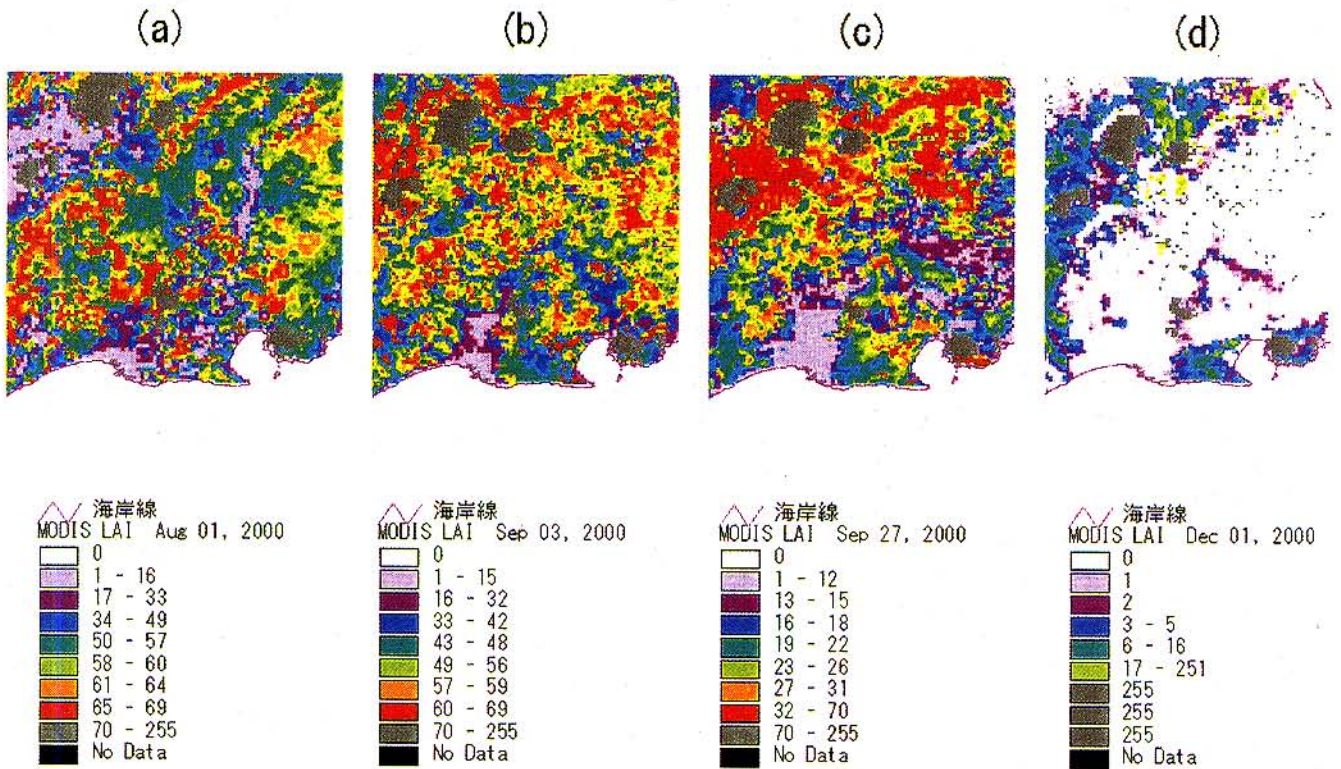 (a)
(b)
(c)
(d)
海岸線
MODIS LAI Aug 01, 2000
0
1 - 16
17 - 33
34 - 49
50 - 57
58 - 60
61 - 64
65 - 69
70 - 255
No Data
海岸線
MODIS LAI Sep 03, 2000
0
1 - 15
16 - 32
33 - 42
43 - 48
49 - 56
57 - 59
60 - 69
70 - 255
No Data
海岸線
MODIS LAI Sep 27, 2000
0
1 - 12
13 - 15
16 - 18
19 - 22
23 - 26
27 - 31
32 - 70
70 - 255
No Data
海岸線
MODIS LAI Dec 01, 2000
0
1
2
3 - 5
6 - 16
17 - 251
255
255
255
No Data